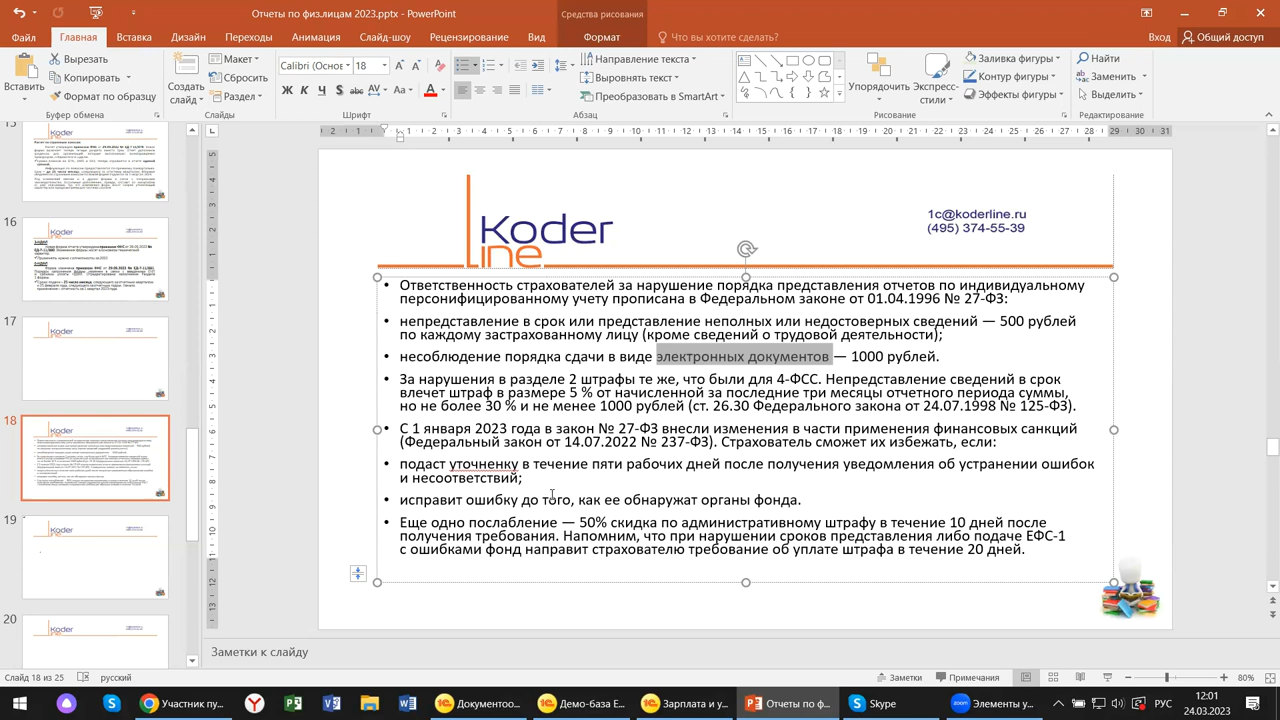 Отчеты по физ.лицам_2023.pptx - PowerPoint
Средства рисования
Файл Главная Вставка Дизайн Переходы Анимация Слайд-шоу Рецензирование Вид Формат Что вы хотите сделать? Вход Общий доступ
Вставить
Вырезать
Копировать
Формат по образцу
Буфер обмена
Создать слайд
Макет
Сбросить
Раздел
Слайды
Calibri (Основ 18
Ж К Ч S abc AV Aa А
Шрифт
Направление текста
Выровнять текст
Преобразовать в SmartArt
Абзац
Упорядочить
Экспресс-стили
Заливка фигуры
Контур фигуры
Эффекты фигуры
Рисование
Найти
Заменить
Выделить
Редактирование
15
16
17
18
19
20
Koder
line
1c@koderline.ru
(495) 374-55-39
• Ответственность страхователей за нарушение порядка представления отчетов по индивидуальному
персонифицированному учету прописана в Федеральном законе от 01.04.1996 № 27-ФЗ:
• непредставление в срок или представление неполных или недостоверных сведений — 500 рублей
по каждому застрахованному лицу (кроме сведений о трудовой деятельности);
• несоблюдение порядка сдачи в виде электронных документов — 1000 рублей.
• За нарушения в разделе 2 штрафы те же, что были для 4-ФСС. Непредставление сведений в срок
влечет штраф в размере 5 % от начисленной за последние три месяцы отчетного периода суммы,
но не более 30 % и не менее 1000 рублей (ст. 26.30 Федерального закона от 24.07.1998 № 125-ФЗ).
• С 1 января 2023 года в закон № 27-ФЗ внесли изменения в части применения финансовых санкций
(Федеральный закон от 14.07.2022 № 237-ФЗ). Страхователь сможет их избежать, если:
• подаст уточненку в течение пяти рабочих дней после получения уведомления об устранении ошибок
и несоответствий;
• исправит ошибку до того, как ее обнаружат органы фонда.
• Еще одно послабление — 50% скидка по административному штрафу в течение 10 дней после
получения требования. Напомним, что при нарушении сроков представления либо подаче ЕФС-1
с ошибками фонд направит страхователю требование об уплате штрафа в течение 20 дней.
Заметки к слайду
Слайд 18 из 25 русский Заметки Примечания 80%
Участник пу...
Документоо...
Демо-база Е...
Зарплата и у...
Отчеты по ф...
Skype
Элементы у...
РУС
12:01
24.03.2023